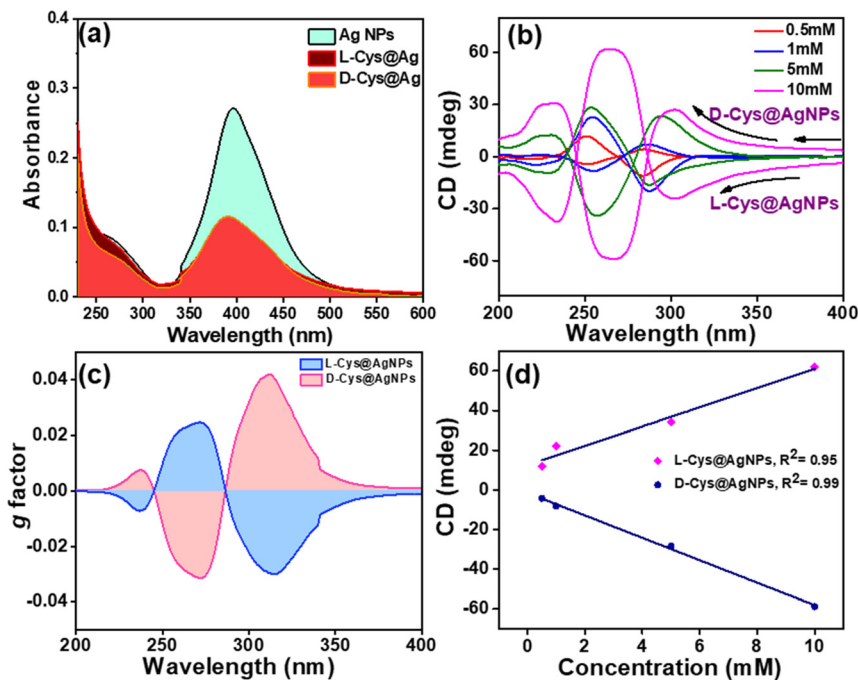 (a)
Ag NPs
L-Cys@Ag
D-Cys@Ag
Absorbance
0.4
0.3
0.2
0.1
0.0
250 300 350 400 450 500 550 600
Wavelength (nm)
(b)
0.5mM
1mM
5mM
10mM
D-Cys@AgNPs
L-Cys@AgNPs
CD (mdeg)
60
30
0
-30
-60
200 250 300 350 400
Wavelength (nm)
(c)
L-Cys@AgNPs
D-Cys@AgNPs
g factor
0.04
0.02
0.00
-0.02
-0.04
200 250 300 350 400
Wavelength (nm)
(d)
L-Cys@AgNPs, R2= 0.95
D-Cys@AgNPs, R2= 0.99
CD (mdeg)
60
40
20
0
-20
-40
-60
0 2 4 6 8 10
Concentration (mM)